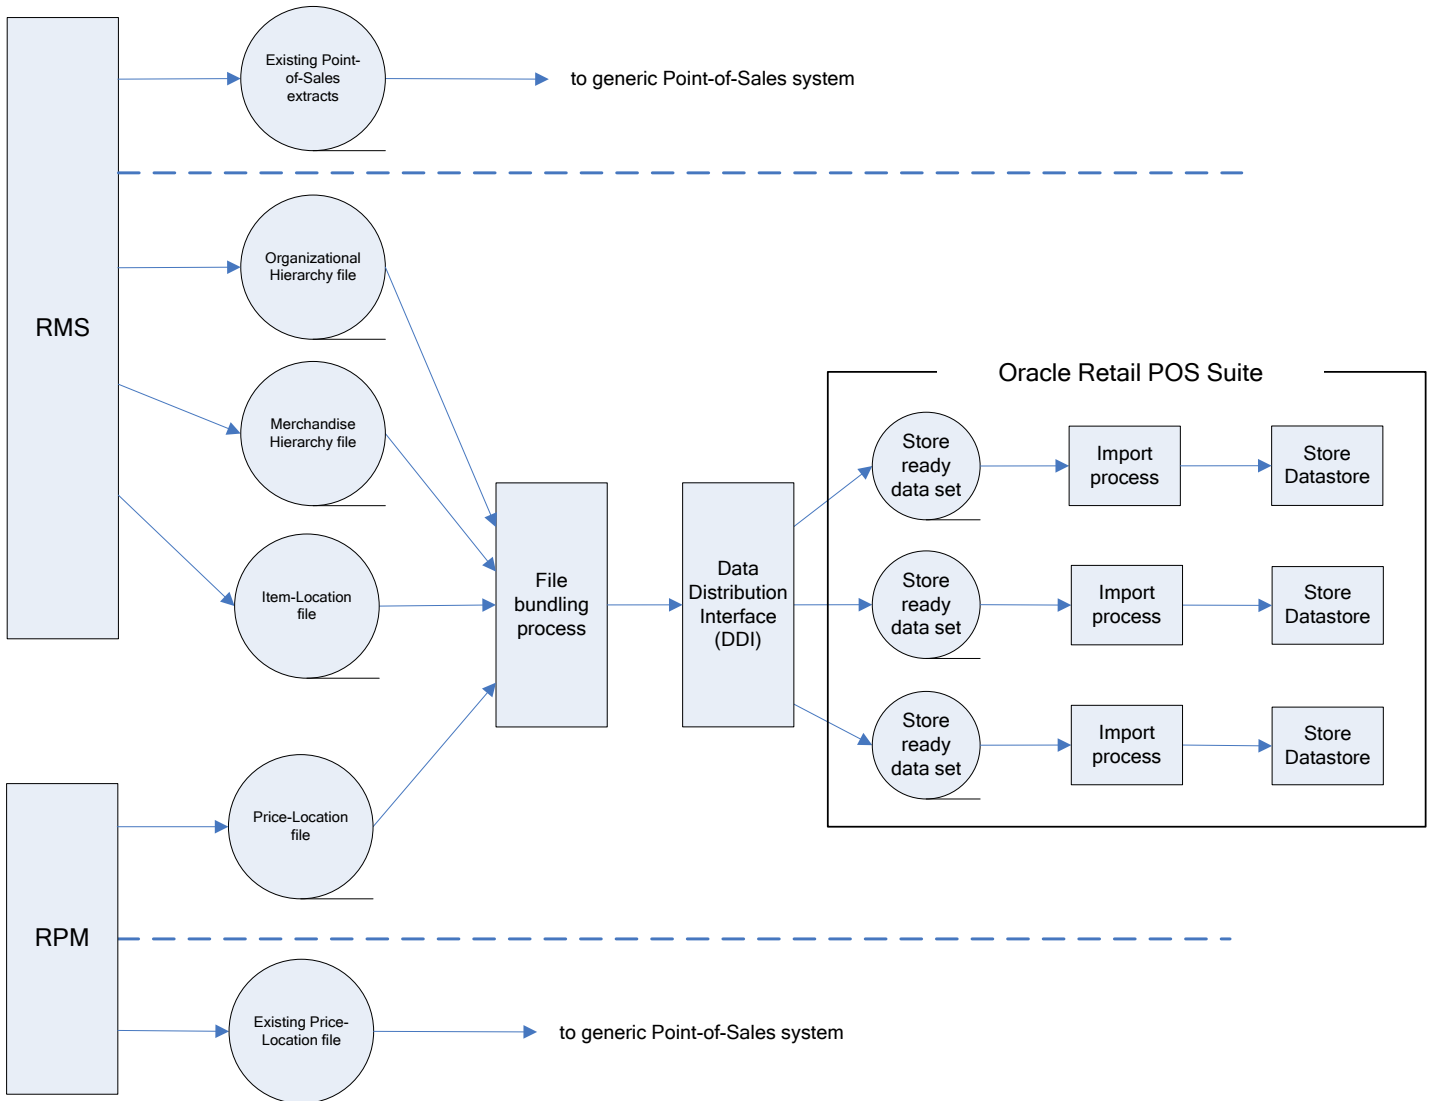 Existing Point-
of-Sales
extracts
to generic Point-of-Sales system
Organizational
Hierarchy file
RMS
Merchandise
Hierarchy file
Item-Location
file
File
bundling
process
Data
Distribution
Interface
(DDI)
Oracle Retail POS Suite
Store
ready
data set
Import
process
Store
Datastore
Store
ready
data set
Import
process
Store
Datastore
Store
ready
data set
Import
process
Store
Datastore
Price-Location
file
RPM
Existing Price-
Location file
to generic Point-of-Sales system